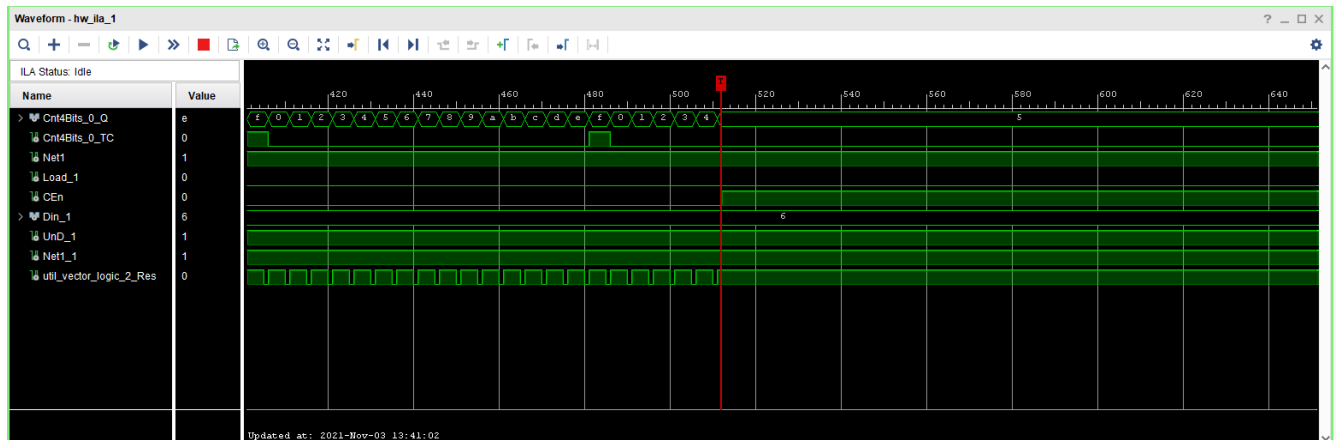 Waveform - hw_ila_1
ILA Status: Idle
Name Value
420 440 460 480 500 520 540 560 580 600 620 640
T
Cnt4Bits_0_Q e f 0 1 2 3 4 5 6 7 8 9 a b c d e f 0 1 2 3 4 5
Cnt4Bits_0_TC 0
Net1 1
Load_1 0
CEn 0
Din_1 6 6
UnD_1 1
Net1_1 1
util_vector_logic_2_Res 0
Updated at: 2021-Nov-03 13:41:02